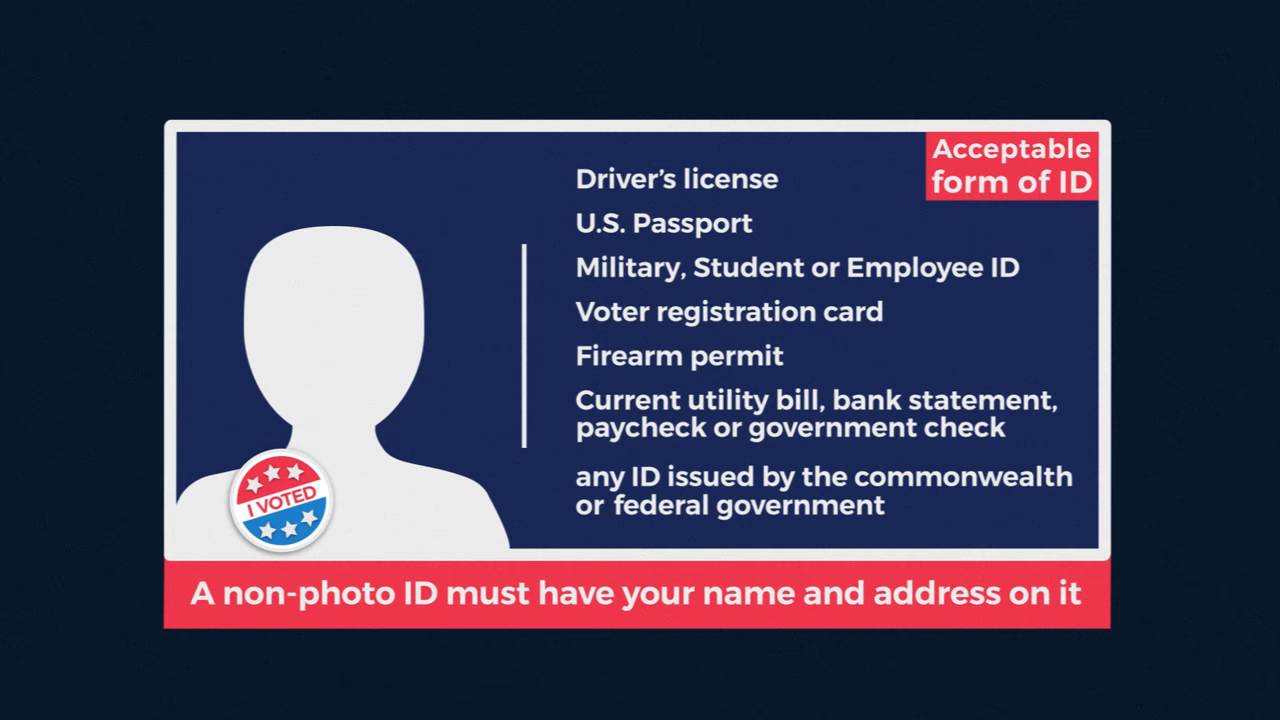 Acceptable
form of ID
Driver's license
U.S. Passport
Military, Student or Employee ID
Voter registration card
Firearm permit
Current utility bill, bank statement,
paycheck or government check
any ID issued by the commonwealth
or federal government
I VOTED
A non-photo ID must have your name and address on it